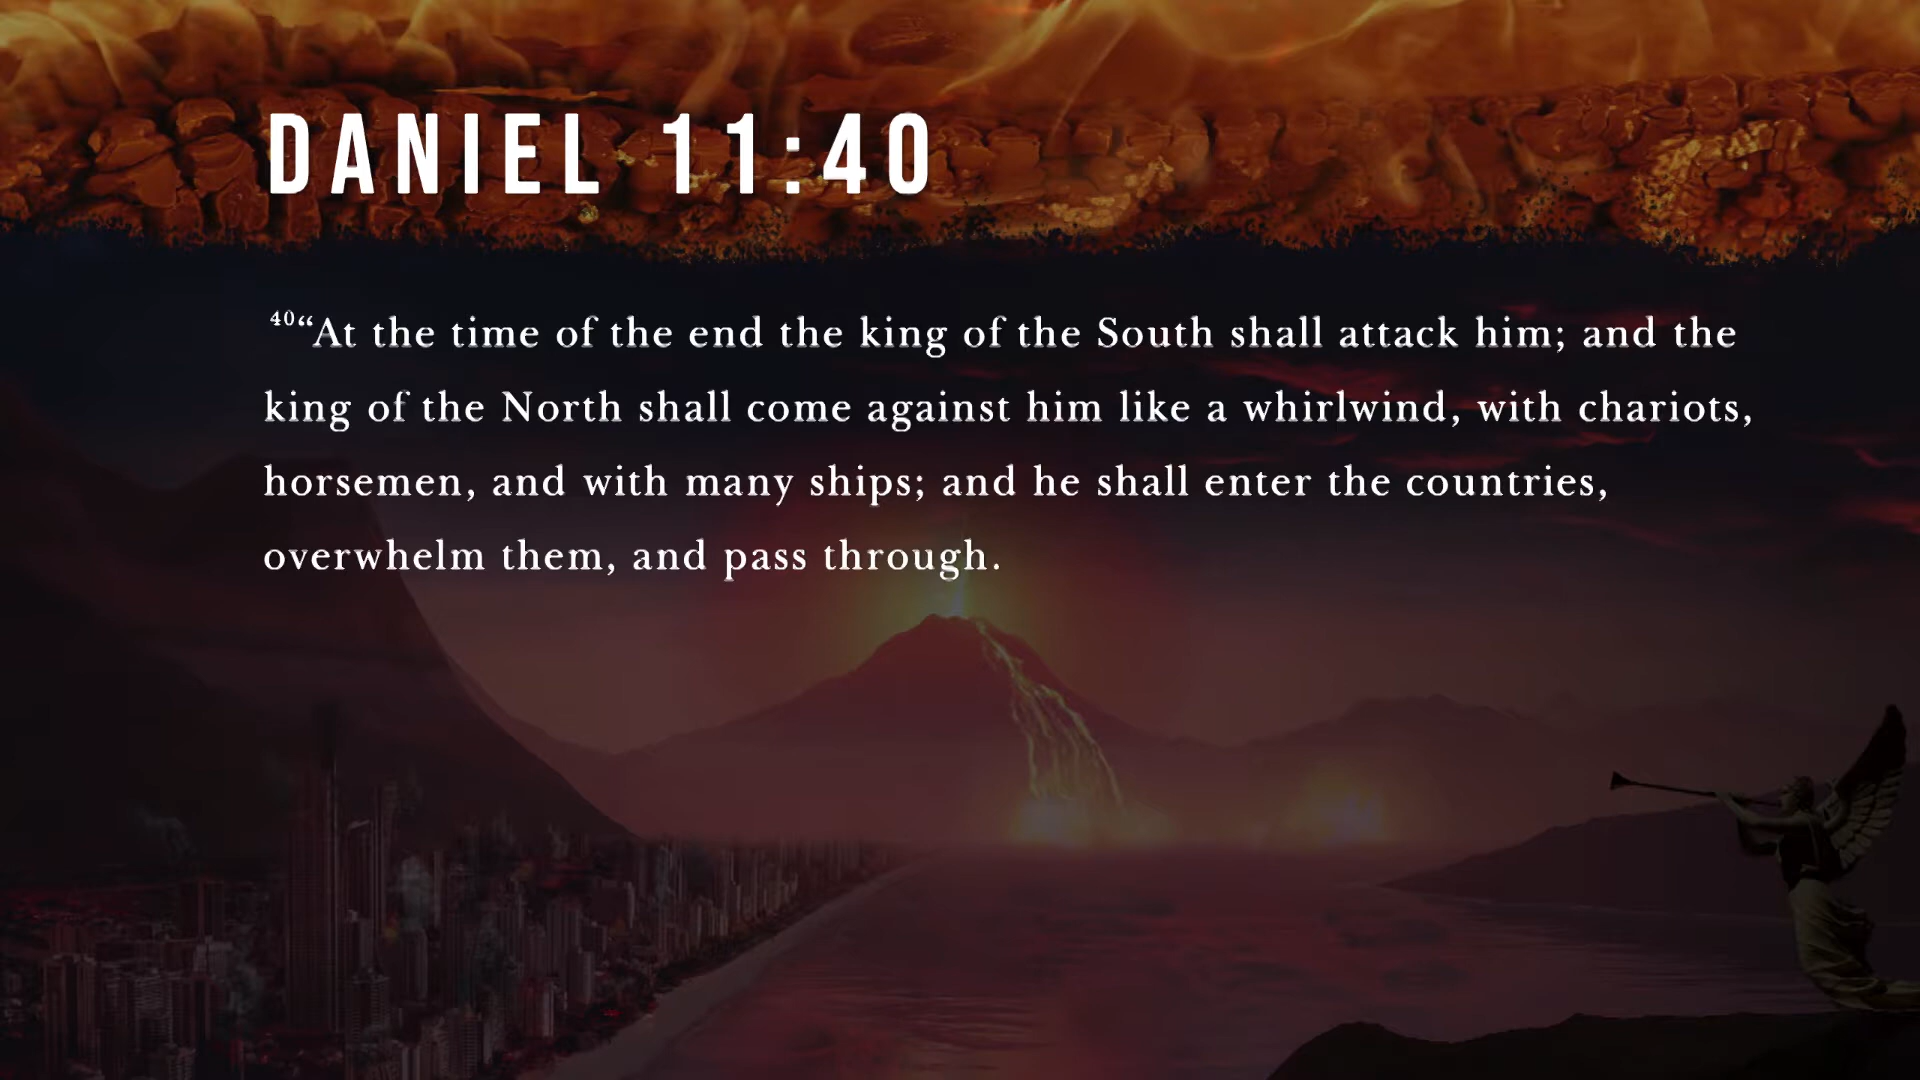 DANIEL 11:40
40“At the time of the end the king of the South shall attack him; and the
king of the North shall come against him like a whirlwind, with chariots,
horsemen, and with many ships; and he shall enter the countries,
overwhelm them, and pass through.